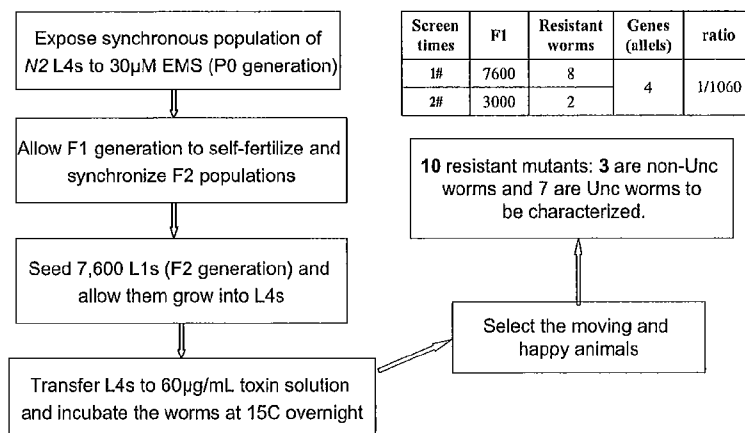 Expose synchronous population of
N2 L4s to 30µM EMS (P0 generation)
Allow F1 generation to self-fertilize and
synchronize F2 populations
Seed 7,600 L1s (F2 generation) and
allow them grow into L4s
Transfer L4s to 60µg/mL toxin solution
and incubate the worms at 15C overnight
Select the moving and
happy animals
10 resistant mutants: 3 are non-Unc
worms and 7 are Unc worms to
be characterized.
Screen times F1 Resistant worms Genes (allels) ratio
1# 7600 8 4 1/1060
2# 3000 2